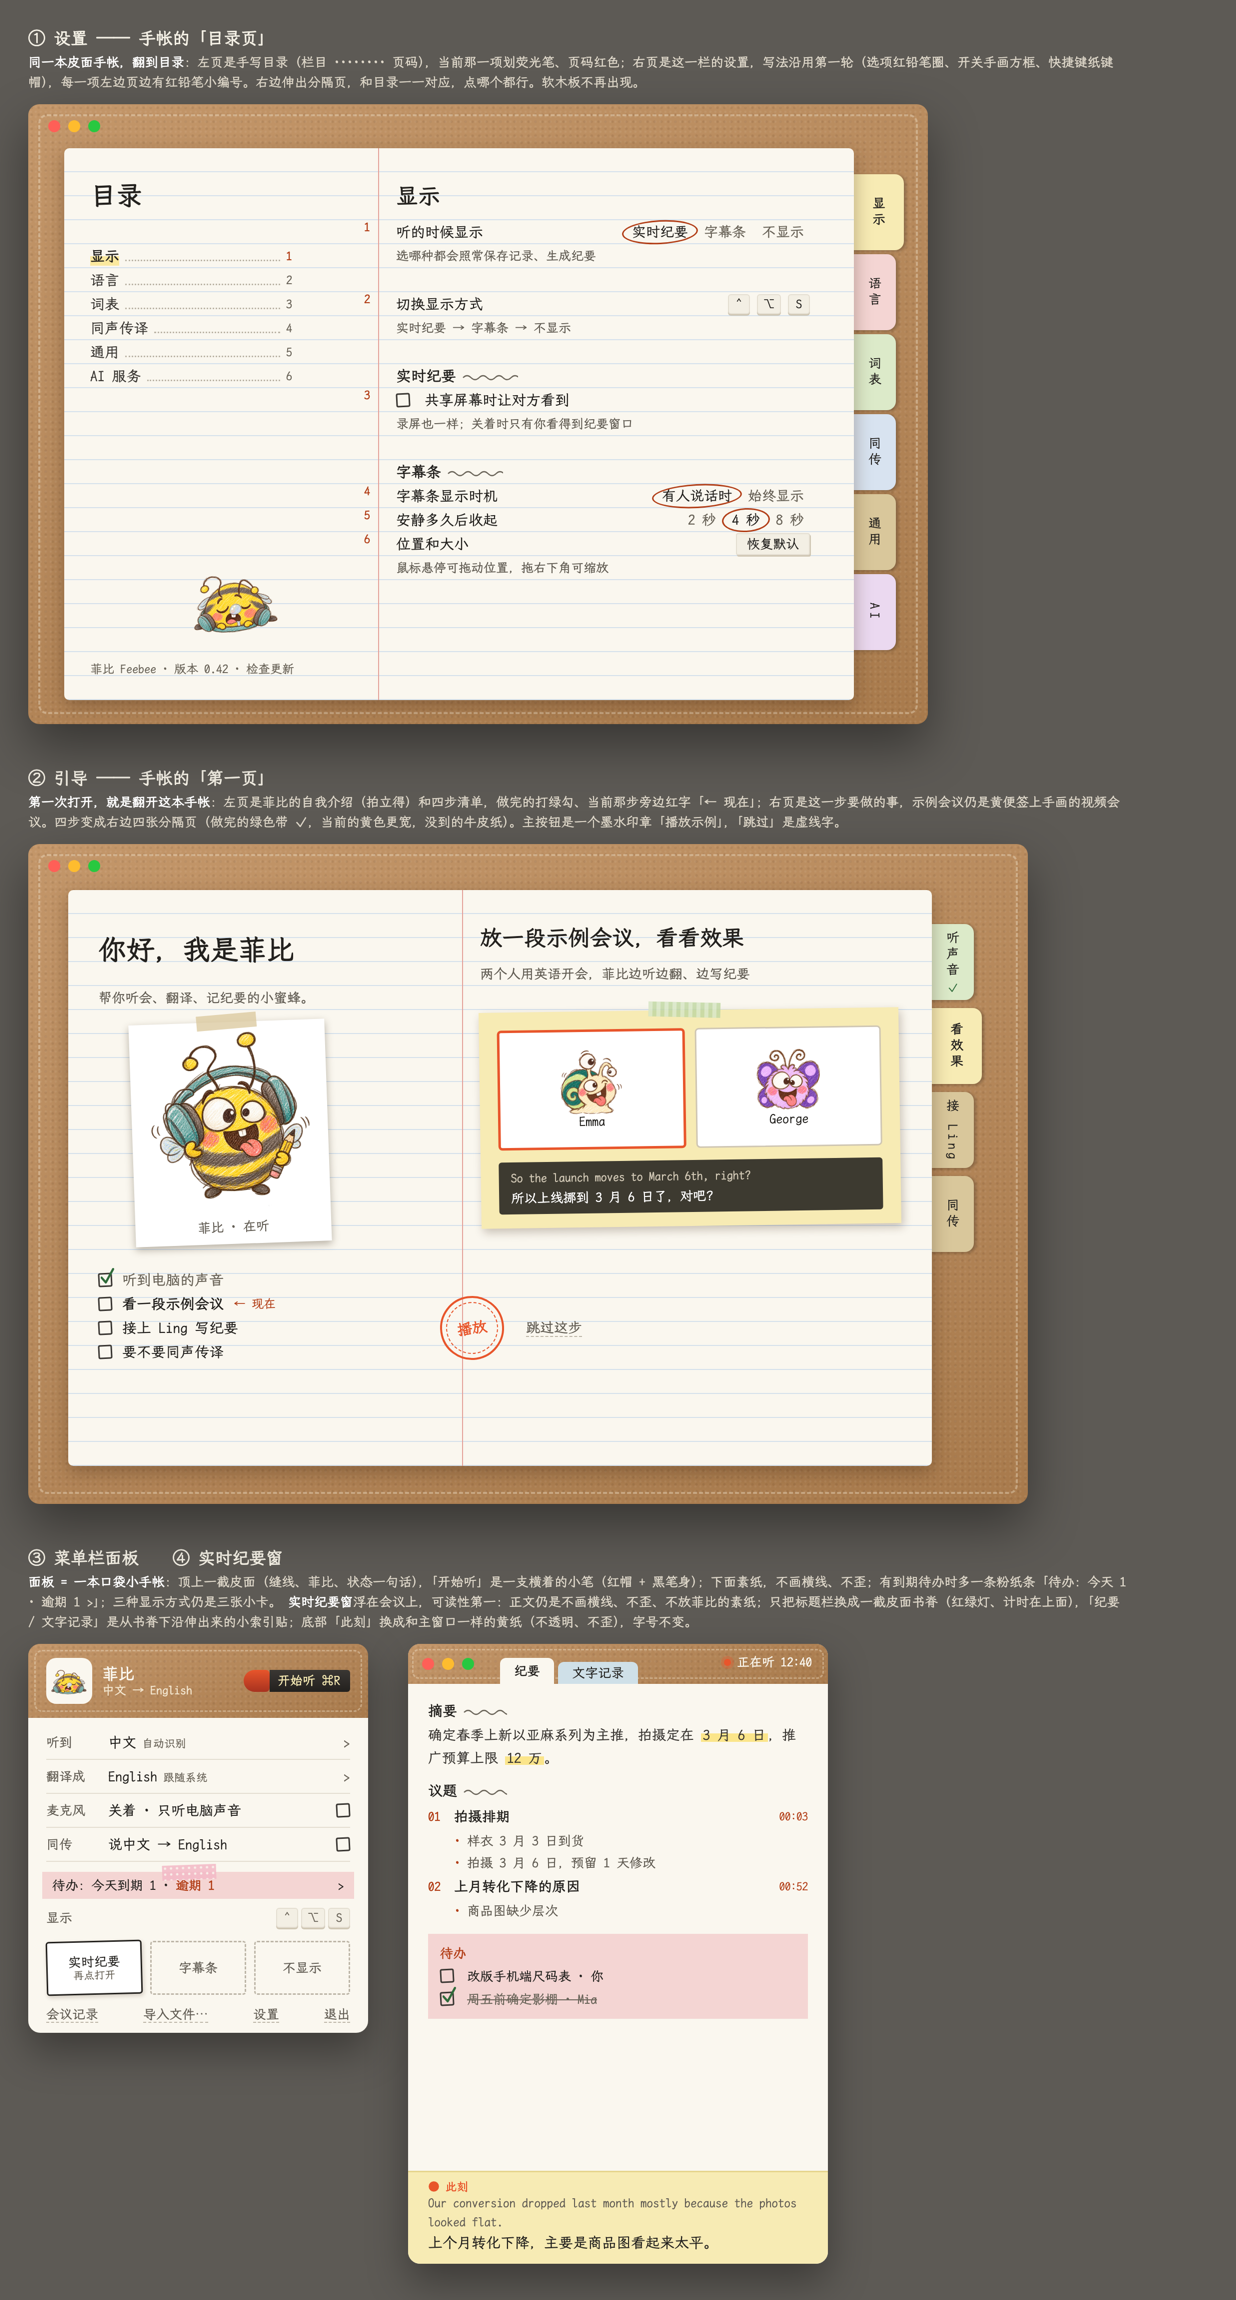 ① 设置 —— 手帐的「目录页」
同一本皮面手帐，翻到目录：左页是手写目录（栏目 ········ 页码），当前那一项划荧光笔、页码红色；右页是这一栏的设置，写法沿用第一轮（选项红铅笔圈、开关手画方框、快捷键纸键
帽），每一项左边页边有红铅笔小编号。右边伸出分隔页，和目录一一对应，点哪个都行。软木板不再出现。
目录
显示 1
语言 2
词表 3
同声传译 4
通用 5
AI 服务 6
菲比 Feebee · 版本 0.42 · 检查更新
显示
1 听的时候显示 实时纪要 字幕条 不显示
选哪种都会照常保存记录、生成纪要
2 切换显示方式 ⌃ ⌥ S
实时纪要 → 字幕条 → 不显示
实时纪要
3 共享屏幕时让对方看到
录屏也一样；关着时只有你看得到纪要窗口
字幕条
4 字幕条显示时机 有人说话时 始终显示
5 安静多久后收起 2 秒 4 秒 8 秒
6 位置和大小 恢复默认
鼠标悬停可拖动位置，拖右下角可缩放
显示
语言
词表
同传
通用
AI
② 引导 —— 手帐的「第一页」
第一次打开，就是翻开这本手帐：左页是菲比的自我介绍（拍立得）和四步清单，做完的打绿勾、当前那步旁边红字「← 现在」；右页是这一步要做的事，示例会议仍是黄便签上手画的视频会
议。四步变成右边四张分隔页（做完的绿色带 ✓，当前的黄色更宽，没到的牛皮纸）。主按钮是一个墨水印章「播放示例」，「跳过」是虚线字。
你好，我是菲比
帮你听会、翻译、记纪要的小蜜蜂。
菲比 · 在听
听到电脑的声音
看一段示例会议 ← 现在
接上 Ling 写纪要
要不要同声传译
放一段示例会议，看看效果
两个人用英语开会，菲比边听边翻、边写纪要
Emma
George
So the launch moves to March 6th, right?
所以上线挪到 3 月 6 日了，对吧？
播放
跳过这步
听声音 ✓
看效果
接 Ling
同传
③ 菜单栏面板 ④ 实时纪要窗
面板 = 一本口袋小手帐：顶上一截皮面（缝线、菲比、状态一句话），「开始听」是一支横着的小笔（红帽 + 黑笔身）；下面素纸，不画横线、不歪；有到期待办时多一条粉纸条「待办：今天 1
· 逾期 1 ›」；三种显示方式仍是三张小卡。 实时纪要窗浮在会议上，可读性第一：正文仍是不画横线、不歪、不放菲比的素纸；只把标题栏换成一截皮面书脊（红绿灯、计时在上面），「纪要
/ 文字记录」是从书脊下沿伸出来的小索引贴；底部「此刻」换成和主窗口一样的黄纸（不透明、不歪），字号不变。
菲比
中文 → English
开始听 ⌘R
听到 中文 自动识别 ›
翻译成 English 跟随系统 ›
麦克风 关着 · 只听电脑声音
同传 说中文 → English
待办：今天到期 1 · 逾期 1 ›
显示 ⌃ ⌥ S
实时纪要
再点打开
字幕条
不显示
会议记录 导入文件… 设置 退出
纪要 文字记录 正在听 12:40
摘要
确定春季上新以亚麻系列为主推，拍摄定在 3 月 6 日，推
广预算上限 12 万。
议题
01 拍摄排期 00:03
· 样衣 3 月 3 日到货
· 拍摄 3 月 6 日，预留 1 天修改
02 上月转化下降的原因 00:52
· 商品图缺少层次
待办
改版手机端尺码表 · 你
周五前确定影棚 · Mia
此刻
Our conversion dropped last month mostly because the photos
looked flat.
上个月转化下降，主要是商品图看起来太平。